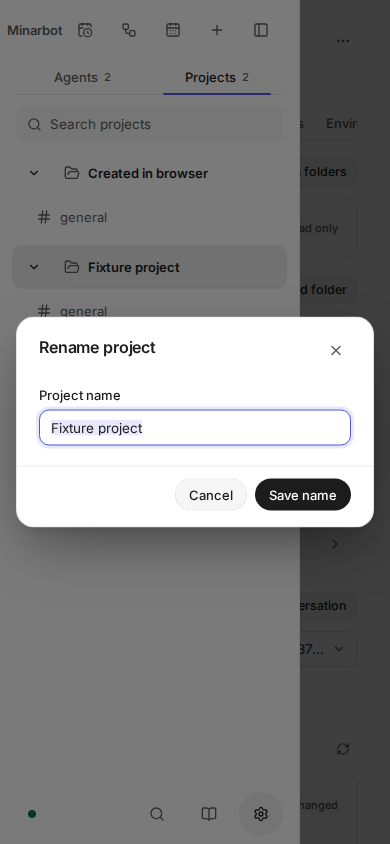 Minarbot
Agents 2
Projects 2
Search projects
Created in browser
general
Fixture project
general
Rename project
Project name
Fixture project
Cancel
Save name
folders
ad only
d folder
ersation
37...
hanged